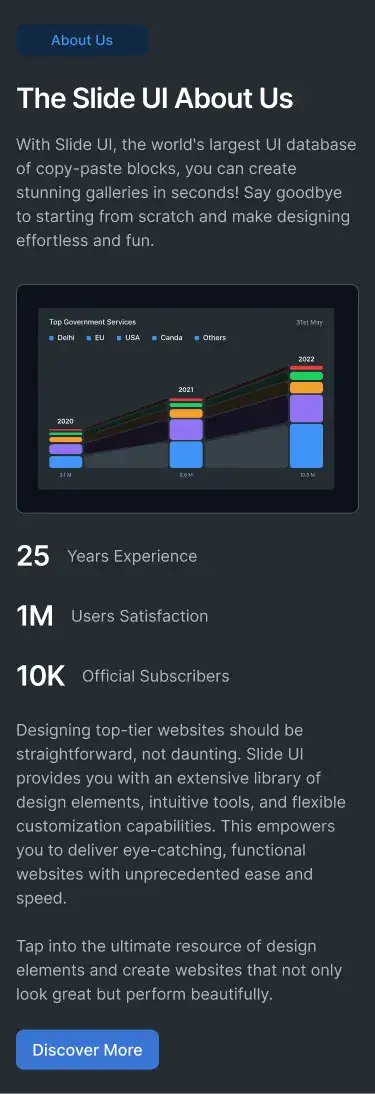 About Us
The Slide UI About Us
With Slide UI, the world's largest UI database
of copy-paste blocks, you can create
stunning galleries in seconds! Say goodbye
to starting from scratch and make designing
effortless and fun.
Top Government Services
31st May
Delhi EU USA Canda Others
2022
2021
2020
3.1 M 8.6 M 10.5 M
25 Years Experience
1M Users Satisfaction
10K Official Subscribers
Designing top-tier websites should be
straightforward, not daunting. Slide UI
provides you with an extensive library of
design elements, intuitive tools, and flexible
customization capabilities. This empowers
you to deliver eye-catching, functional
websites with unprecedented ease and
speed.
Tap into the ultimate resource of design
elements and create websites that not only
look great but perform beautifully.
Discover More